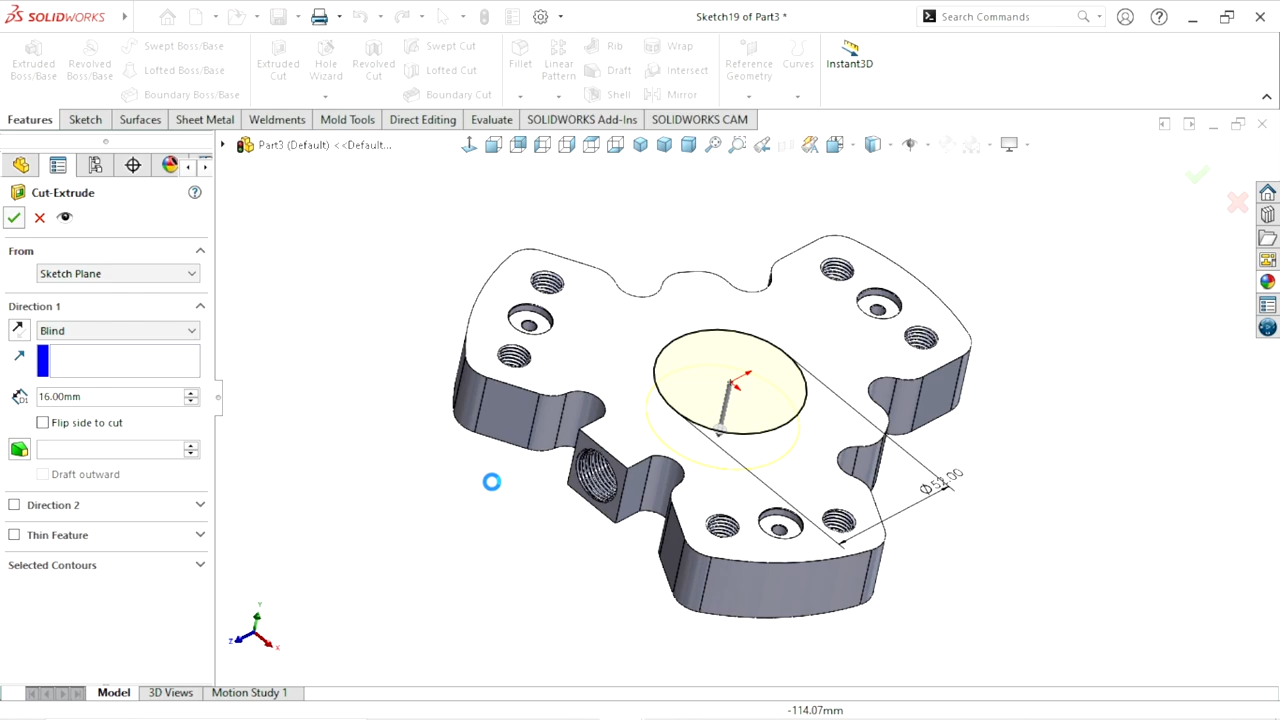 SOLIDWORKS
Sketch19 of Part3 *
Search Commands
Extruded Boss/Base
Revolved Boss/Base
Swept Boss/Base
Lofted Boss/Base
Boundary Boss/Base
Extruded Cut
Hole Wizard
Revolved Cut
Swept Cut
Lofted Cut
Boundary Cut
Fillet
Linear Pattern
Rib
Draft
Shell
Wrap
Intersect
Mirror
Reference Geometry
Curves
Instant3D
Features
Sketch
Surfaces
Sheet Metal
Weldments
Mold Tools
Direct Editing
Evaluate
SOLIDWORKS Add-Ins
SOLIDWORKS CAM
Part3 (Default) <<Default...
Cut-Extrude
From
Sketch Plane
Direction 1
Blind
16.00mm
Flip side to cut
Draft outward
Direction 2
Thin Feature
Selected Contours
Y
Z
X
Model
3D Views
Motion Study 1
-114.07mm